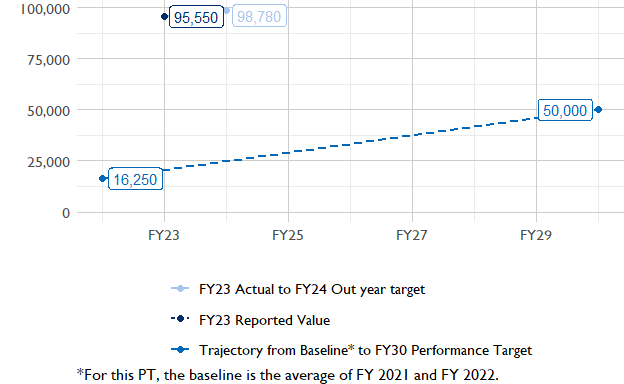 100,000
95,550 98,780
75,000
50,000
50,000
25,000
16,250
0
FY23 FY25 FY27 FY29
FY23 Actual to FY24 Out year target
FY23 Reported Value
Trajectory from Baseline* to FY30 Performance Target
*For this PT, the baseline is the average of FY 2021 and FY 2022.